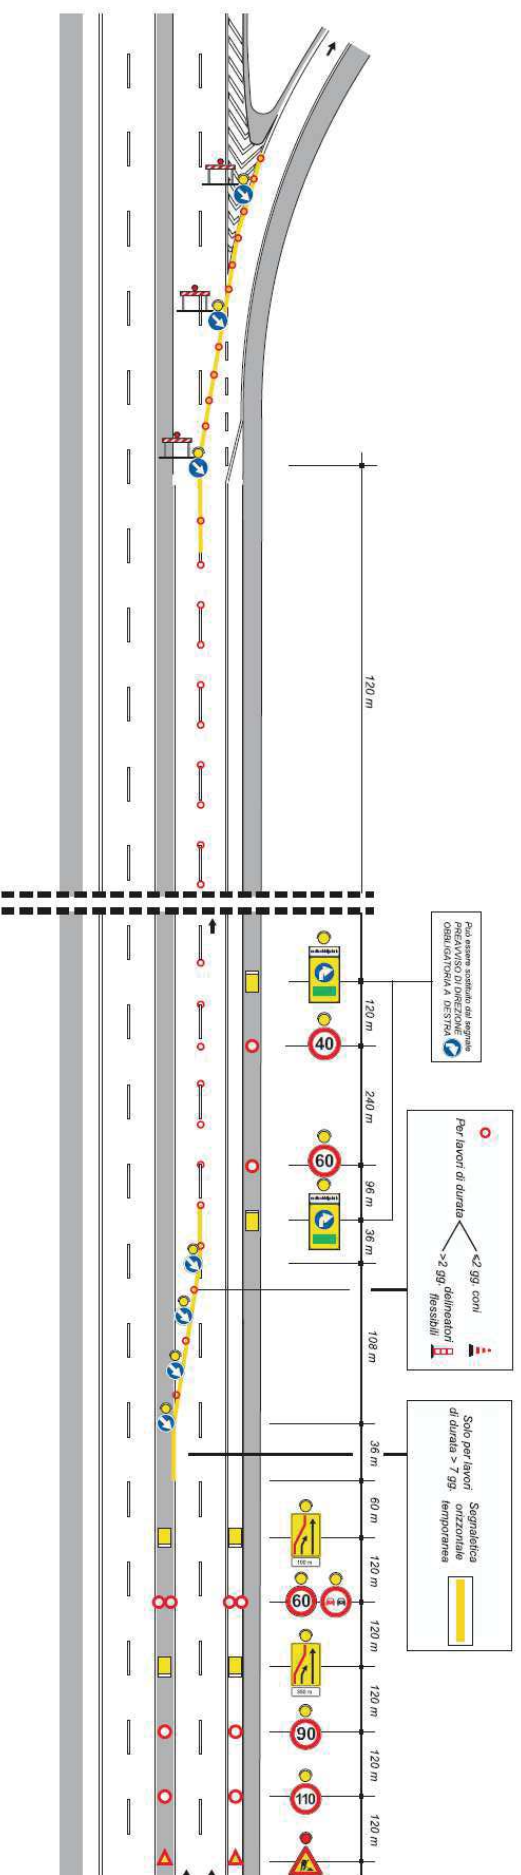 120 m
Può essere sostituito dal segnale
PREAVVISO DI DIREZIONE
OBBLIGATORIA A DESTRA
120 m
40
240 m
60
96 m
36 m
Per lavori di durata
≤2 gg. coni
>2 gg. delineatori
flessibili
108 m
36 m
Solo per lavori
di durata > 7 gg.
Segnaletica
orizzontale
temporanea
60 m
120 m
60
120 m
120 m
90
120 m
110
120 m